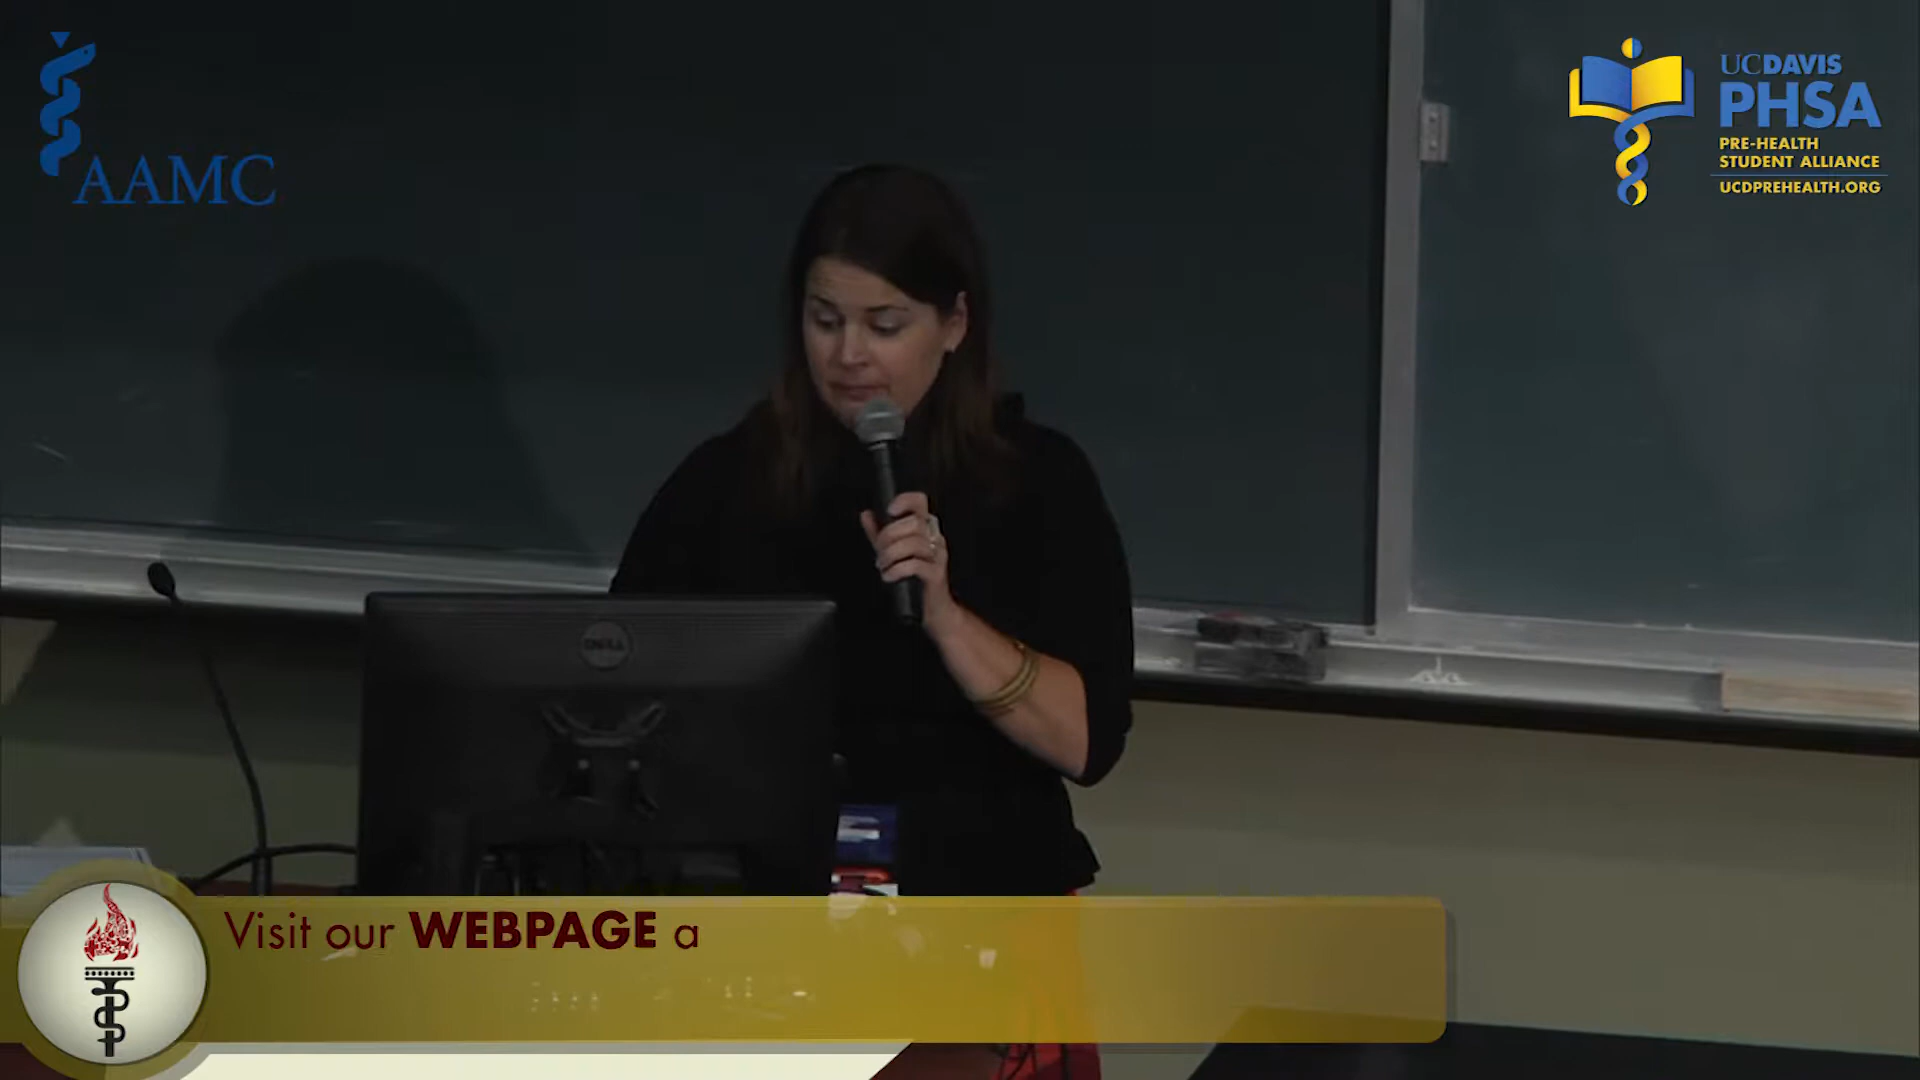 AAMC
UCDAVIS
PHSA
PRE-HEALTH
STUDENT ALLIANCE
UCDPREHEALTH.ORG
DELL
Visit our WEBPAGE a